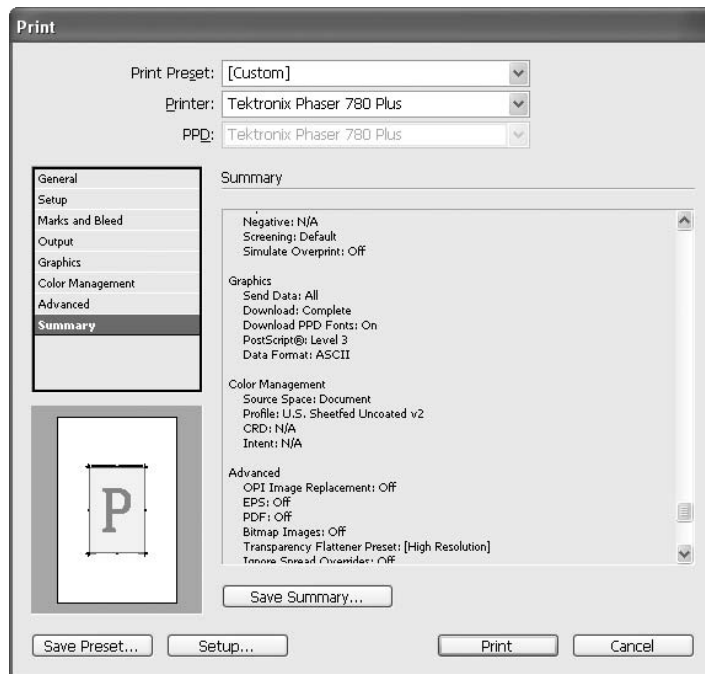 Print
Print Preset: [Custom]
Printer: Tektronix Phaser 780 Plus
PPD: Tektronix Phaser 780 Plus
General
Setup
Marks and Bleed
Output
Graphics
Color Management
Advanced
Summary
Summary
Negative: N/A
Screening: Default
Simulate Overprint: Off
Graphics
Send Data: All
Download: Complete
Download PPD Fonts: On
PostScript®: Level 3
Data Format: ASCII
Color Management
Source Space: Document
Profile: U.S. Sheetfed Uncoated v2
CRD: N/A
Intent: N/A
Advanced
OPI Image Replacement: Off
EPS: Off
PDF: Off
Bitmap Images: Off
Transparency Flattener Preset: [High Resolution]
Ignore Spread Overrides: Off
P
Save Summary...
Save Preset...
Setup...
Print
Cancel